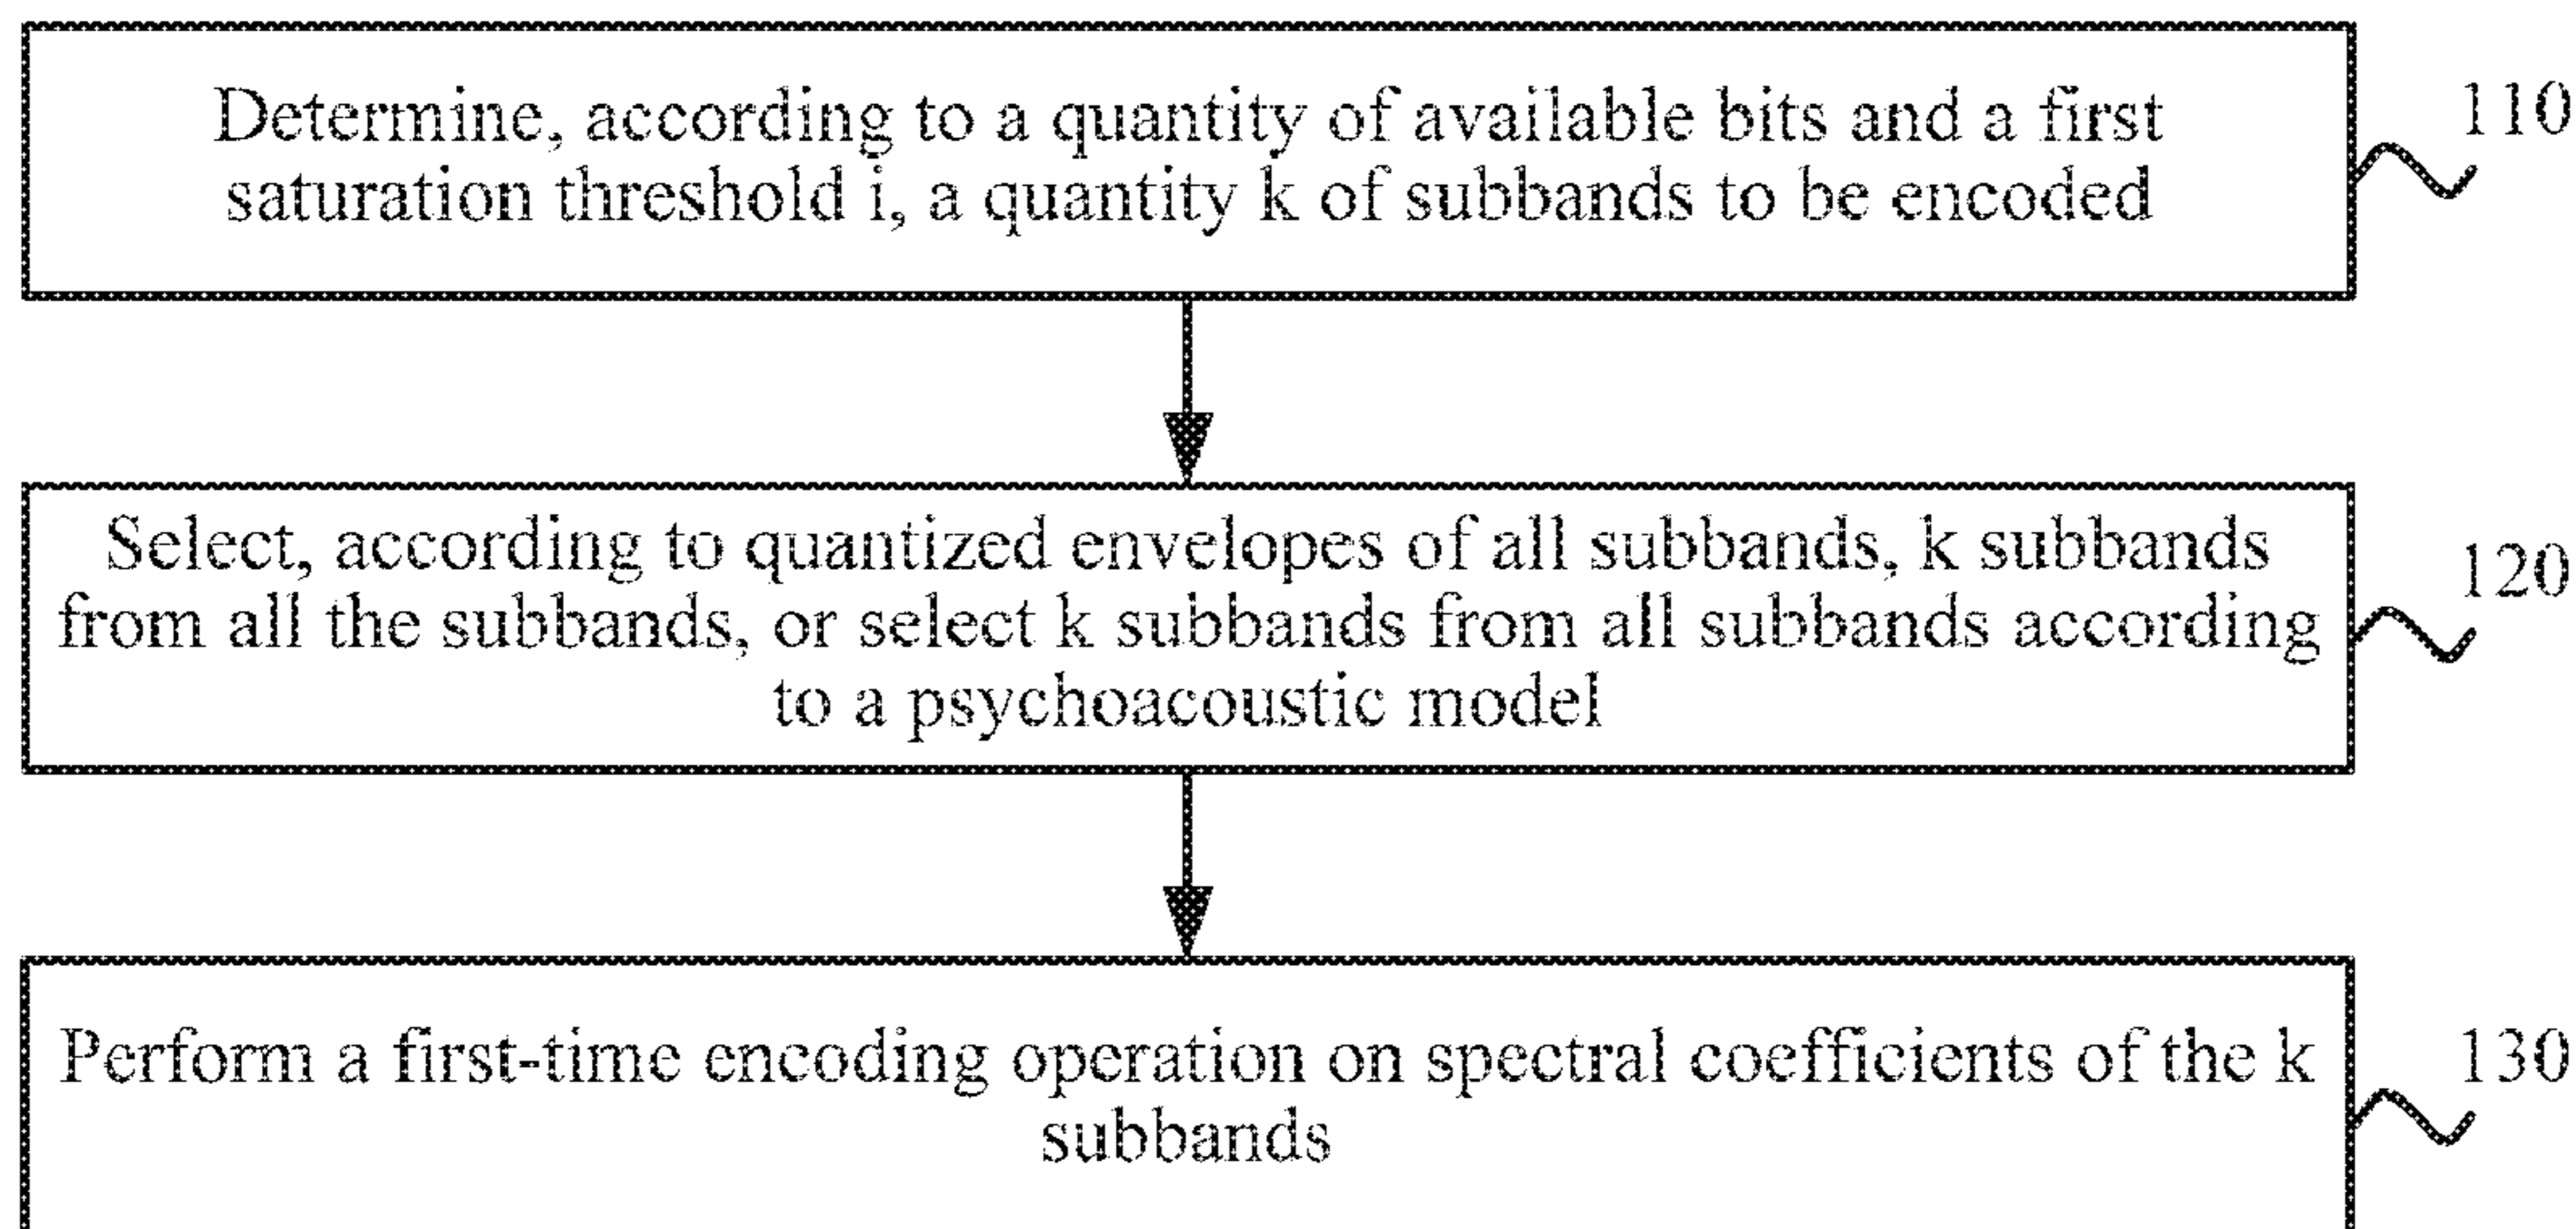 Determine, according to a quantity of available bits and a first
saturation threshold i, a quantity k of subbands to be encoded
110
Select, according to quantized envelopes of all subbands, k subbands
from all the subbands, or select k subbands from all subbands according
to a psychoacoustic model
120
Perform a first-time encoding operation on spectral coefficients of the k
subbands
130